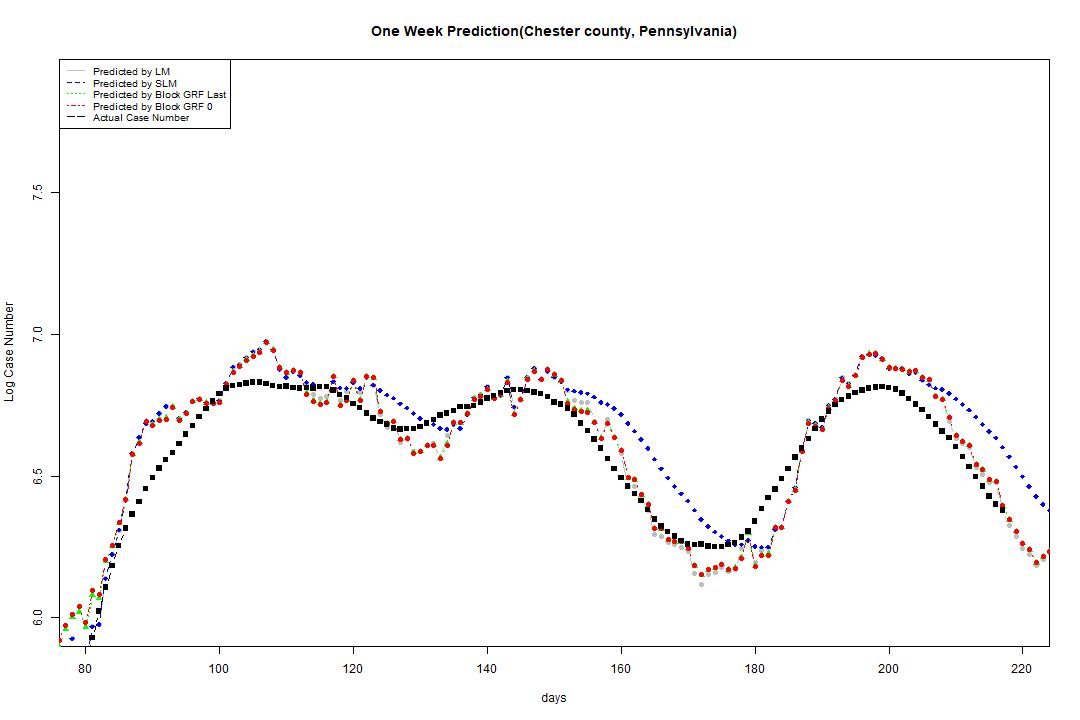 One Week Prediction(Chester county, Pennsylvania)
Predicted by LM
Predicted by SLM
Predicted by Block GRF Last
Predicted by Block GRF 0
Actual Case Number
7.5
7.0
6.5
6.0
Log Case Number
80 100 120 140 160 180 200 220
days